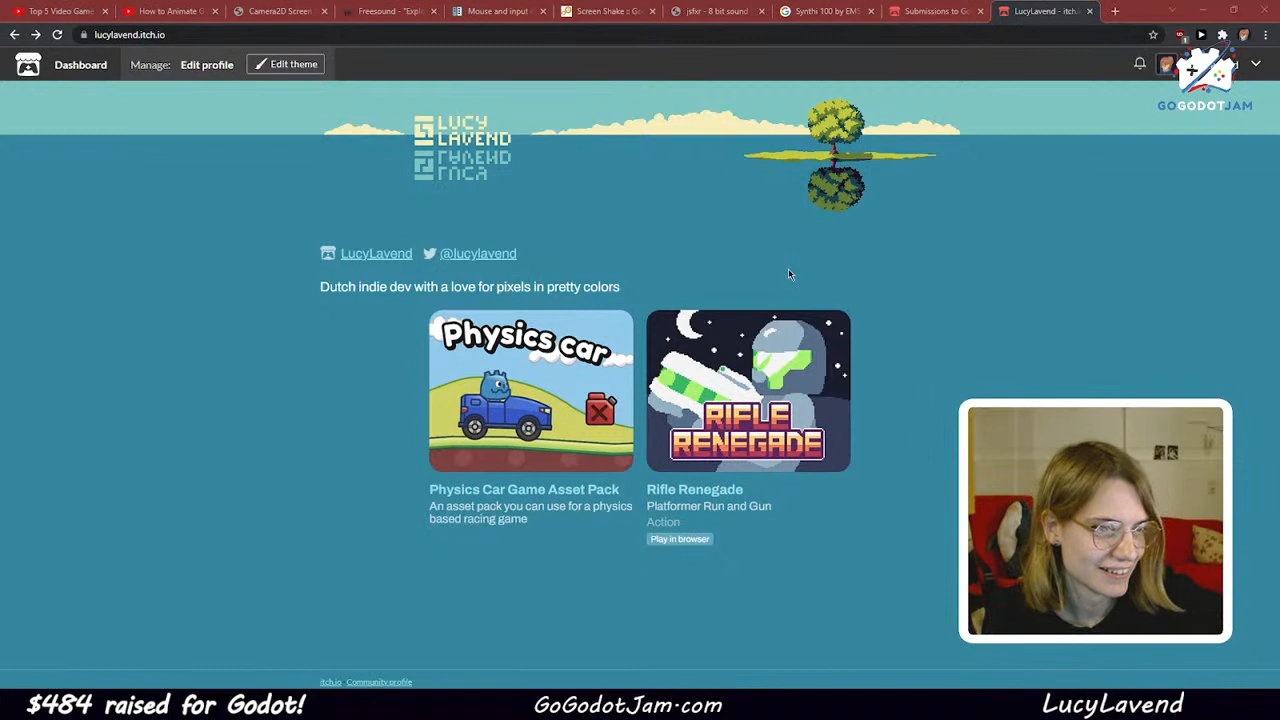 Top 5 Video Game
How to Animate G
Camera2D Screen
Freesound - "Explo
Mouse and input c
Screen Shake :: Go
jsfxr - 8 bit sound
Synths 100 by EMS
Submissions to Go
LucyLavend - itch.
lucylavend.itch.io
Dashboard
Manage:
Edit profile
Edit theme
GOGODOTJAM
LUCY
LAVEND
LucyLavend
@lucylavend
Dutch indie dev with a love for pixels in pretty colors
Physics car
RIFLE
RENEGADE
Physics Car Game Asset Pack
An asset pack you can use for a physics
based racing game
Rifle Renegade
Platformer Run and Gun
Action
Play in browser
itch.io · Community profile
$484 raised for Godot!
GoGodotJam.com
LucyLavend